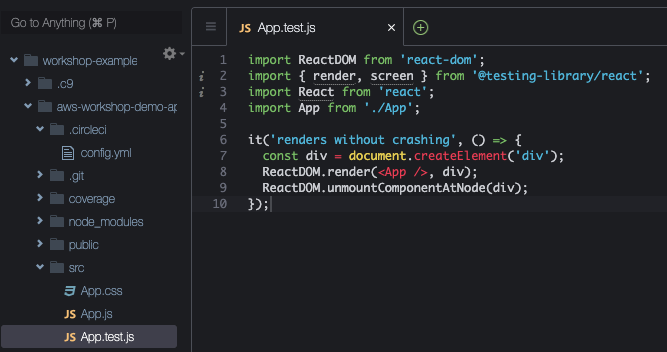 Go to Anything (⌘ P)
workshop-example
.c9
aws-workshop-demo-ap
.circleci
config.yml
.git
coverage
node_modules
public
src
App.css
JS App.js
JS App.test.js
JS App.test.js ×
1 import ReactDOM from 'react-dom';
i 2 import { render, screen } from '@testing-library/react';
i 3 import React from 'react';
4 import App from './App';
5
6 it('renders without crashing', () => {
7 const div = document.createElement('div');
8 ReactDOM.render(<App />, div);
9 ReactDOM.unmountComponentAtNode(div);
10 });